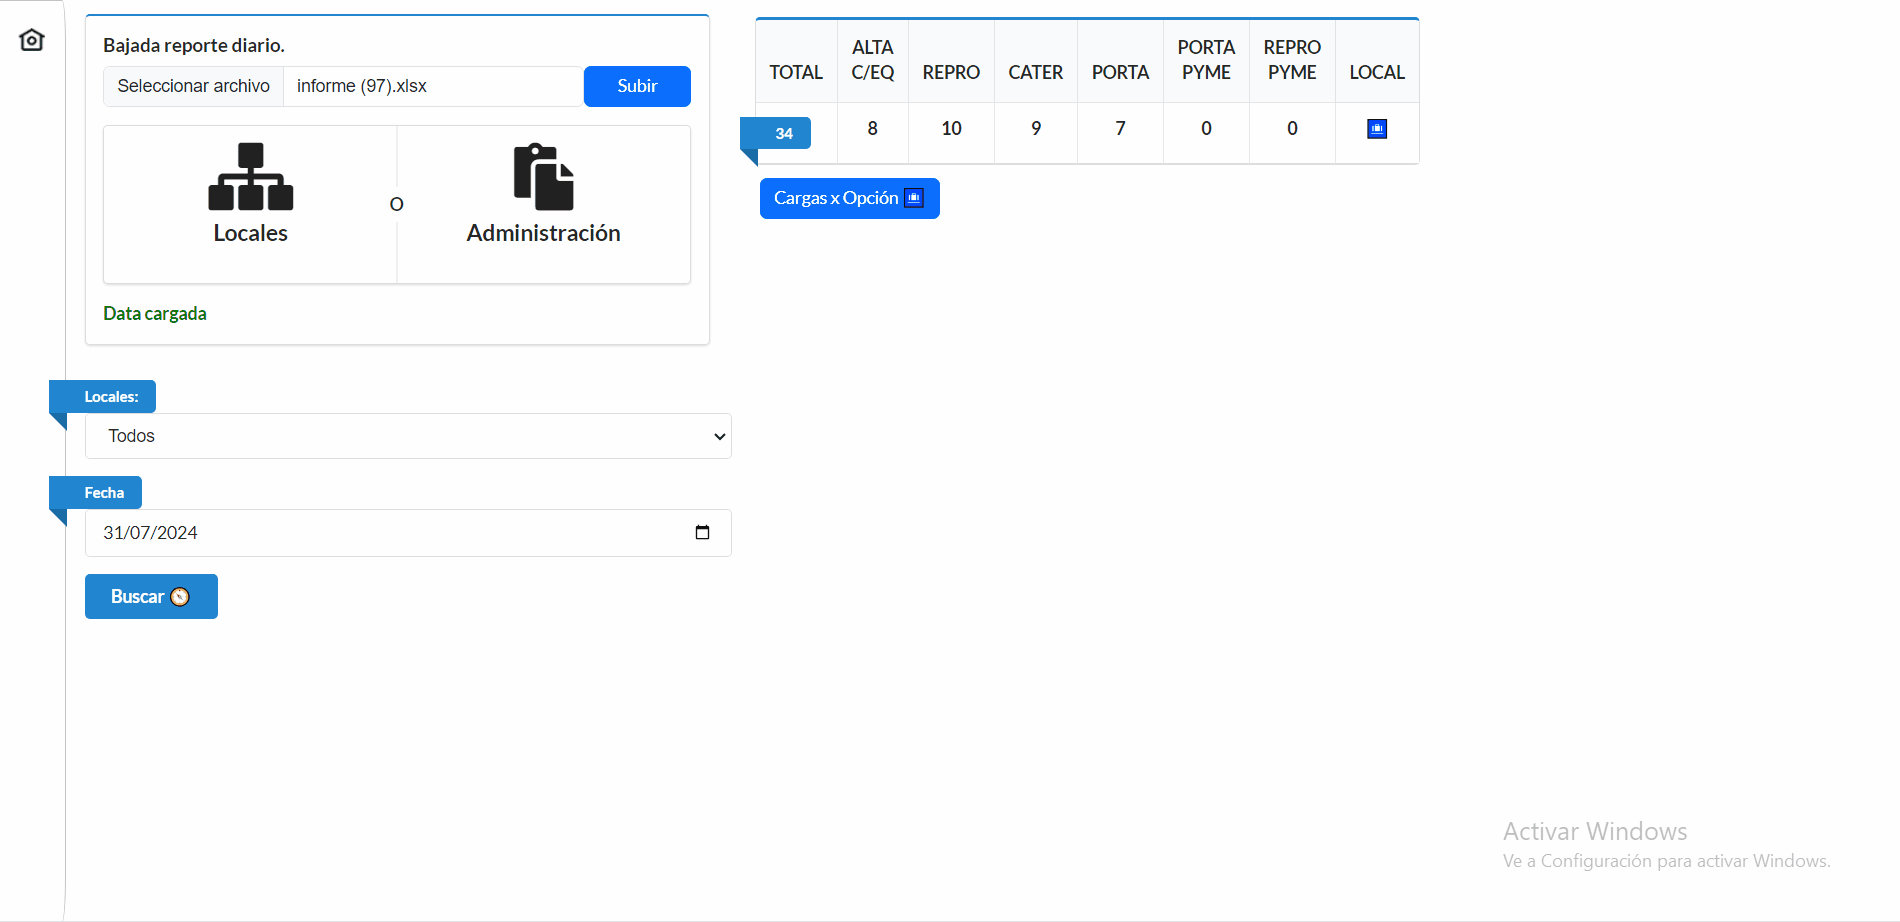 Bajada reporte diario.
Seleccionar archivo informe (97).xlsx Subir
Locales
O
Administración
Data cargada
Locales:
Todos
Fecha
31/07/2024
Buscar
TOTAL ALTA C/EQ REPRO CATER PORTA PORTA PYME REPRO PYME LOCAL
34 8 10 9 7 0 0
Cargas x Opción
Activar Windows
Ve a Configuración para activar Windows.